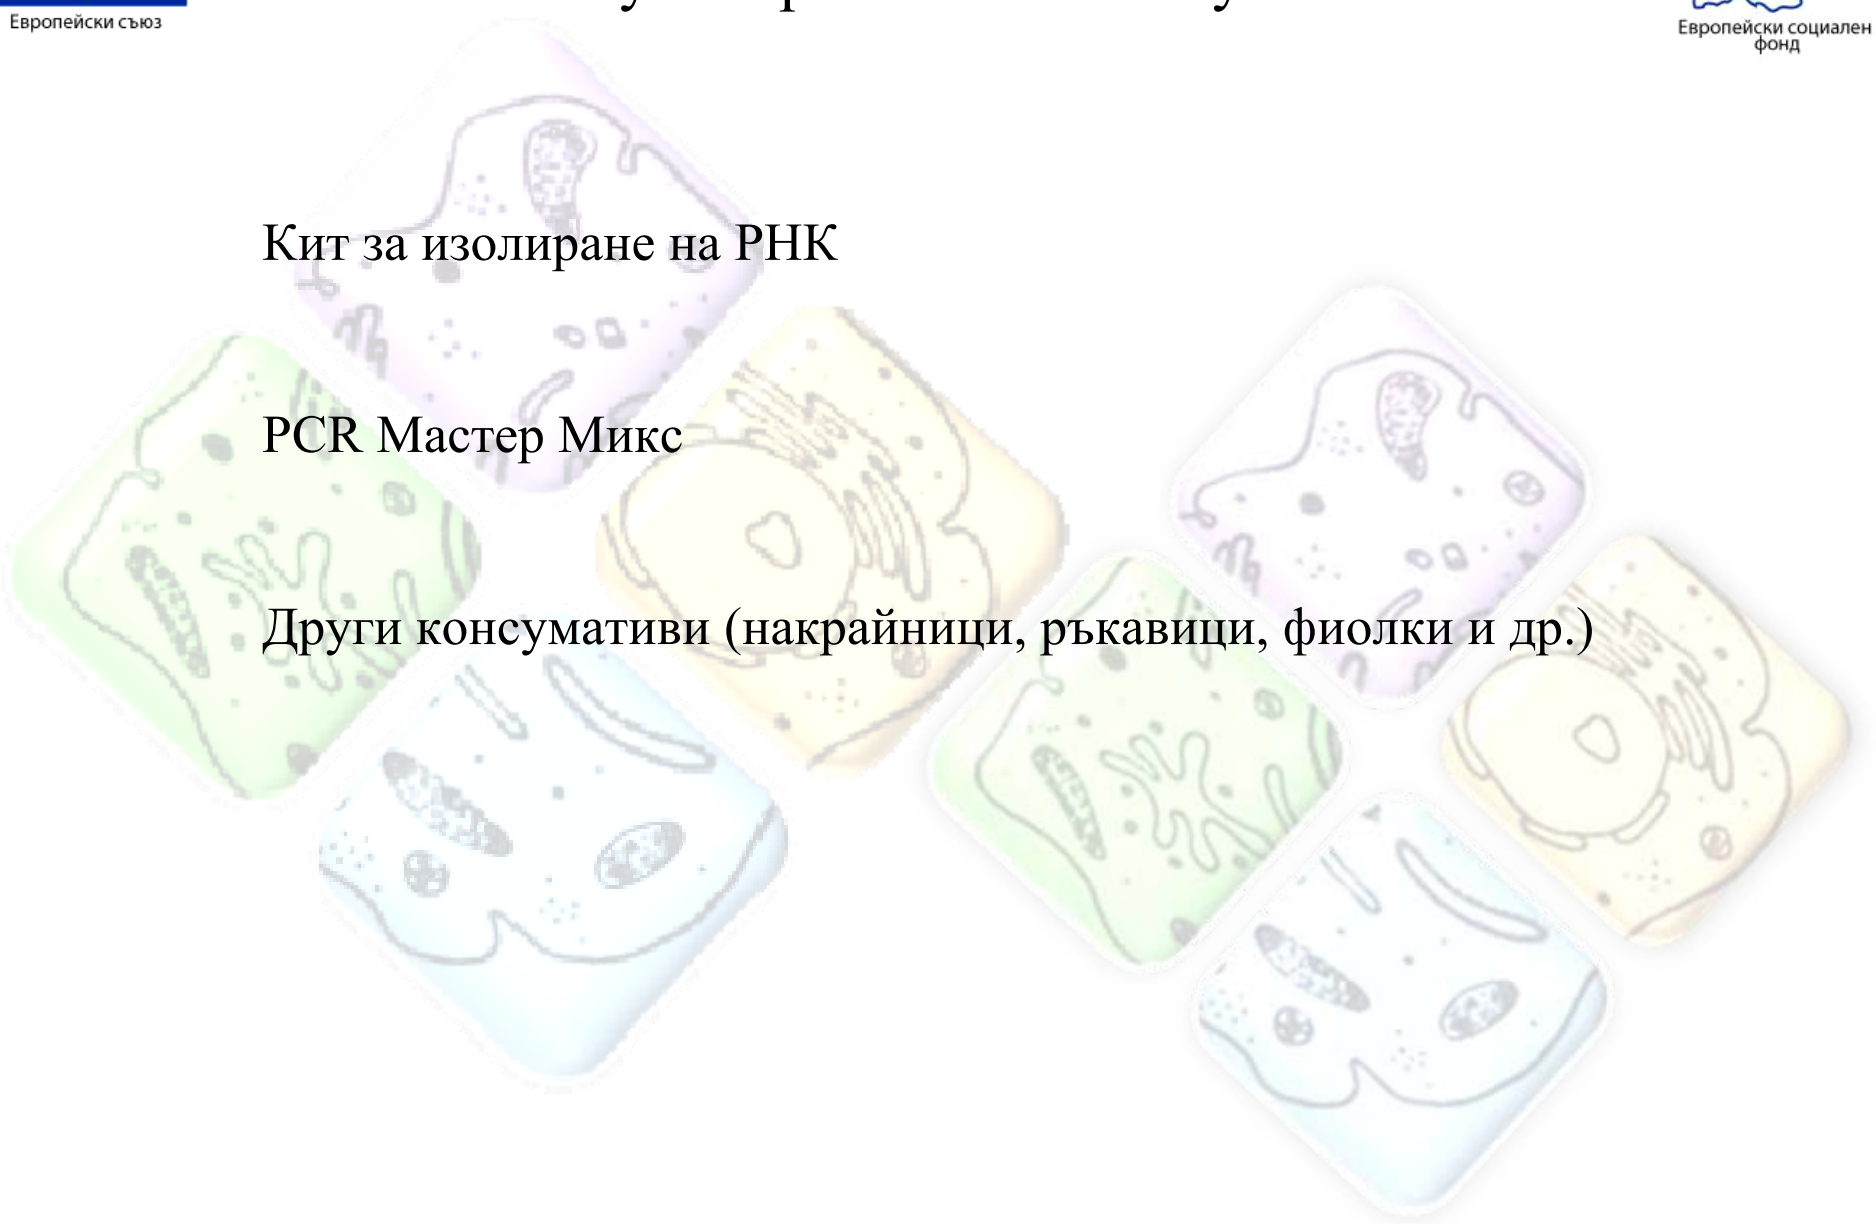 Европейски съюз
Европейски социален
фонд
Кит за изолиране на РНК
PCR Мастер Микс
Други консумативи (накрайници, ръкавици, фиолки и др.)